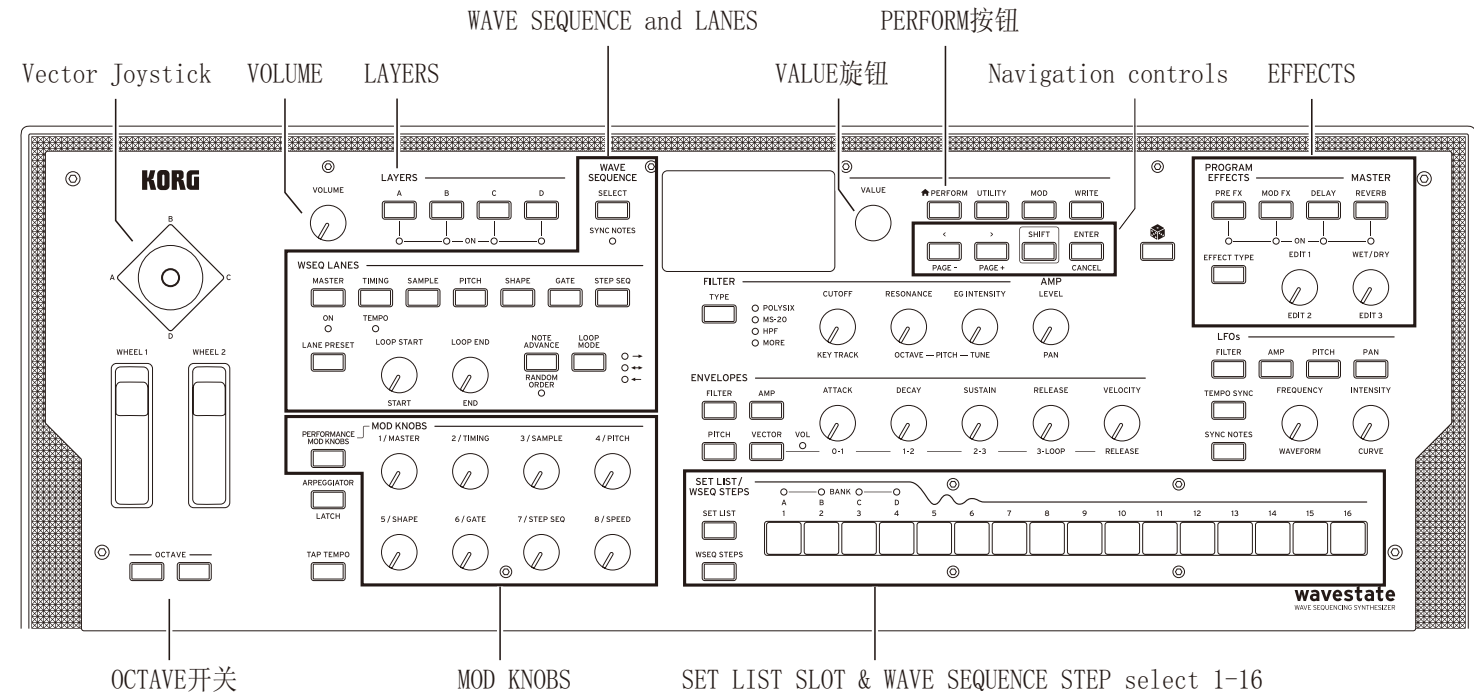 WAVE SEQUENCE and LANES
PERFORM按钮
Vector Joystick
VOLUME
LAYERS
VALUE旋钮
Navigation controls
EFFECTS
KORG
B
A
C
D
WHEEL 1
WHEEL 2
OCTAVE
VOLUME
LAYERS
A
B
C
D
ON
WAVE
SEQUENCE
SELECT
SYNC NOTES
WSEQ LANES
MASTER
TIMING
SAMPLE
PITCH
SHAPE
GATE
STEP SEQ
ON
TEMPO
LANE PRESET
LOOP START
LOOP END
NOTE
ADVANCE
LOOP
MODE
RANDOM
ORDER
START
END
→
↔
←
PERFORMANCE
MOD KNOBS
MOD KNOBS
1 / MASTER
2 / TIMING
3 / SAMPLE
4 / PITCH
ARPEGGIATOR
LATCH
5 / SHAPE
6 / GATE
7 / STEP SEQ
8 / SPEED
TAP TEMPO
VALUE
PERFORM
UTILITY
MOD
WRITE
<
>
SHIFT
ENTER
PAGE –
PAGE +
CANCEL
FILTER
TYPE
POLYSIX
MS-20
HPF
MORE
CUTOFF
RESONANCE
EG INTENSITY
AMP
LEVEL
KEY TRACK
OCTAVE — PITCH — TUNE
PAN
ENVELOPES
FILTER
AMP
ATTACK
DECAY
SUSTAIN
RELEASE
VELOCITY
PITCH
VECTOR
VOL
0-1
1-2
2-3
3-LOOP
RELEASE
PROGRAM
EFFECTS
MASTER
PRE FX
MOD FX
DELAY
REVERB
ON
EFFECT TYPE
EDIT 1
WET / DRY
EDIT 2
EDIT 3
LFOs
FILTER
AMP
PITCH
PAN
TEMPO SYNC
FREQUENCY
INTENSITY
SYNC NOTES
WAVEFORM
CURVE
SET LIST /
WSEQ STEPS
A
B
BANK
C
D
1
2
3
4
5
6
7
8
9
10
11
12
13
14
15
16
SET LIST
WSEQ STEPS
wavestate
WAVE SEQUENCING SYNTHESIZER
OCTAVE开关
MOD KNOBS
SET LIST SLOT & WAVE SEQUENCE STEP select 1-16